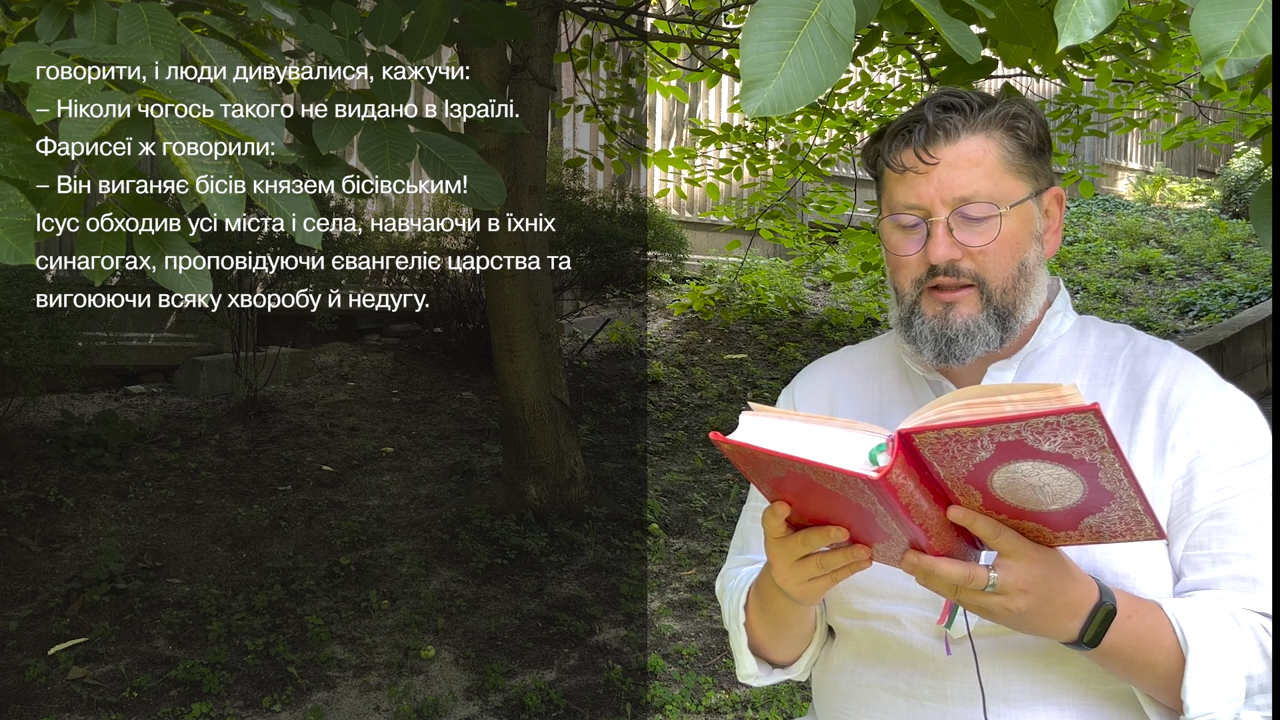 говорити, і люди дивувалися, кажучи:
– Ніколи чогось такого не видано в Ізраїлі.
Фарисеї ж говорили:
– Він виганяє бісів князем бісівським!
Ісус обходив усі міста і села, навчаючи в їхніх
синагогах, проповідуючи євангеліє царства та
вигоюючи всяку хворобу й недугу.